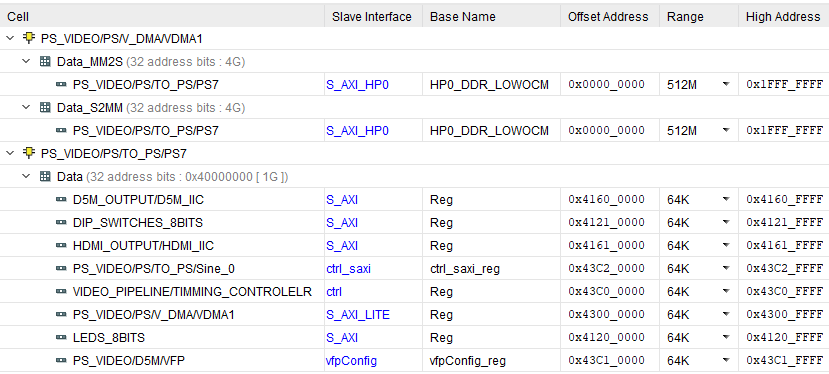 Cell Slave Interface Base Name Offset Address Range High Address
PS_VIDEO/PS/V_DMA/VDMA1
Data_MM2S (32 address bits : 4G)
PS_VIDEO/PS/TO_PS/PS7 S_AXI_HP0 HP0_DDR_LOWOCM 0x0000_0000 512M 0x1FFF_FFFF
Data_S2MM (32 address bits : 4G)
PS_VIDEO/PS/TO_PS/PS7 S_AXI_HP0 HP0_DDR_LOWOCM 0x0000_0000 512M 0x1FFF_FFFF
PS_VIDEO/PS/TO_PS/PS7
Data (32 address bits : 0x40000000 [ 1G ])
D5M_OUTPUT/D5M_IIC S_AXI Reg 0x4160_0000 64K 0x4160_FFFF
DIP_SWITCHES_8BITS S_AXI Reg 0x4121_0000 64K 0x4121_FFFF
HDMI_OUTPUT/HDMI_IIC S_AXI Reg 0x4161_0000 64K 0x4161_FFFF
PS_VIDEO/PS/TO_PS/Sine_0 ctrl_saxi ctrl_saxi_reg 0x43C2_0000 64K 0x43C2_FFFF
VIDEO_PIPELINE/TIMMING_CONTROLELR ctrl Reg 0x43C0_0000 64K 0x43C0_FFFF
PS_VIDEO/PS/V_DMA/VDMA1 S_AXI_LITE Reg 0x4300_0000 64K 0x4300_FFFF
LEDS_8BITS S_AXI Reg 0x4120_0000 64K 0x4120_FFFF
PS_VIDEO/D5M/VFP vfpConfig vfpConfig_reg 0x43C1_0000 64K 0x43C1_FFFF